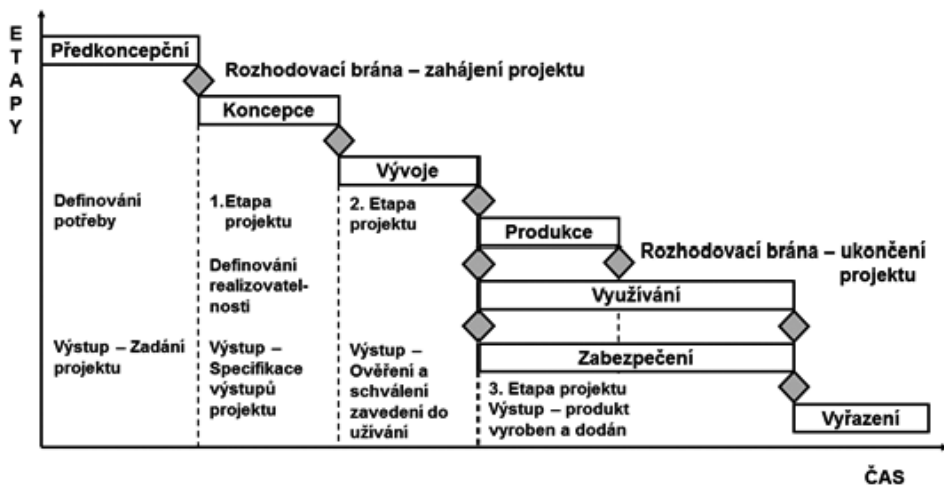 ETAPY
Předkoncepční
Rozhodovací brána – zahájení projektu
Koncepce
Vývoje
Definování
potřeby
1.Etapa
projektu
2. Etapa
projektu
Produkce
Rozhodovací brána – ukončení
projektu
Definování
realizovatel-
nosti
Využívání
Výstup – Zadání
projektu
Výstup –
Specifikace
výstupů
projektu
Výstup –
Ověření a
schválení
zavedení do
užívání
Zabezpečení
3. Etapa projektu
Výstup – produkt
vyroben a dodán
Vyřazení
ČAS